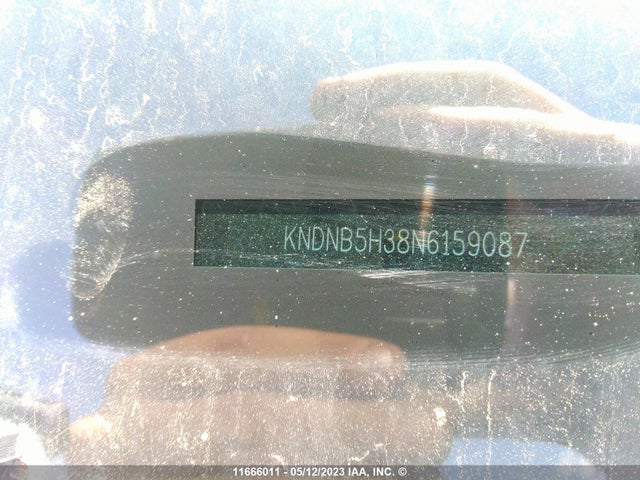 KNDNB5H38N6159087
11666011 - 05/12/2023 IAA, INC. ©